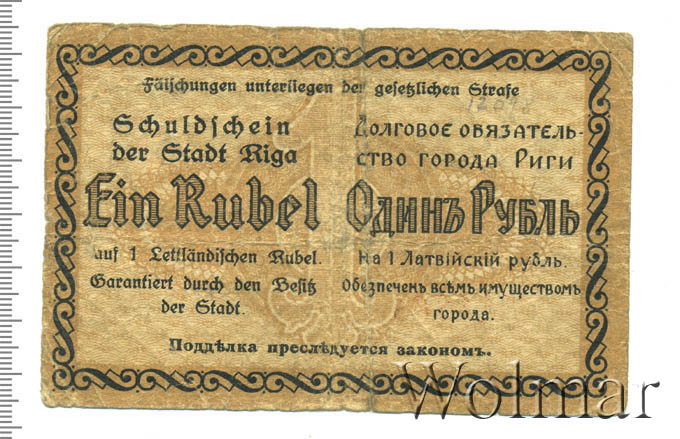 Fälschungen unterliegen der gesetzlichen Strafe
12098
Schuldschein
der Stadt Riga
Ein Rubel
auf 1 Lettländischen Rubel.
Garantiert durch den Besitz
der Stadt.
Долговое обязатель-
ство города Риги
Одинъ Рубль
на 1 Латвійскій рубль.
Обезпеченъ всѣмъ имуществомъ
города.
Поддѣлка преслѣдуется закономъ.
Wolmar